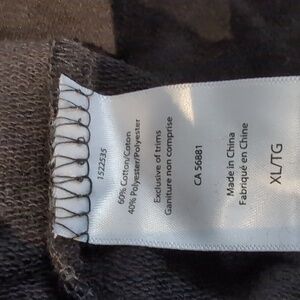 1522535
60% Cotton/Coton
40% Polyester/Polyester
Exclusive of trims
Ganiture non comprise
CA 56881
Made in China
Fabriqué en Chine
XL/TG